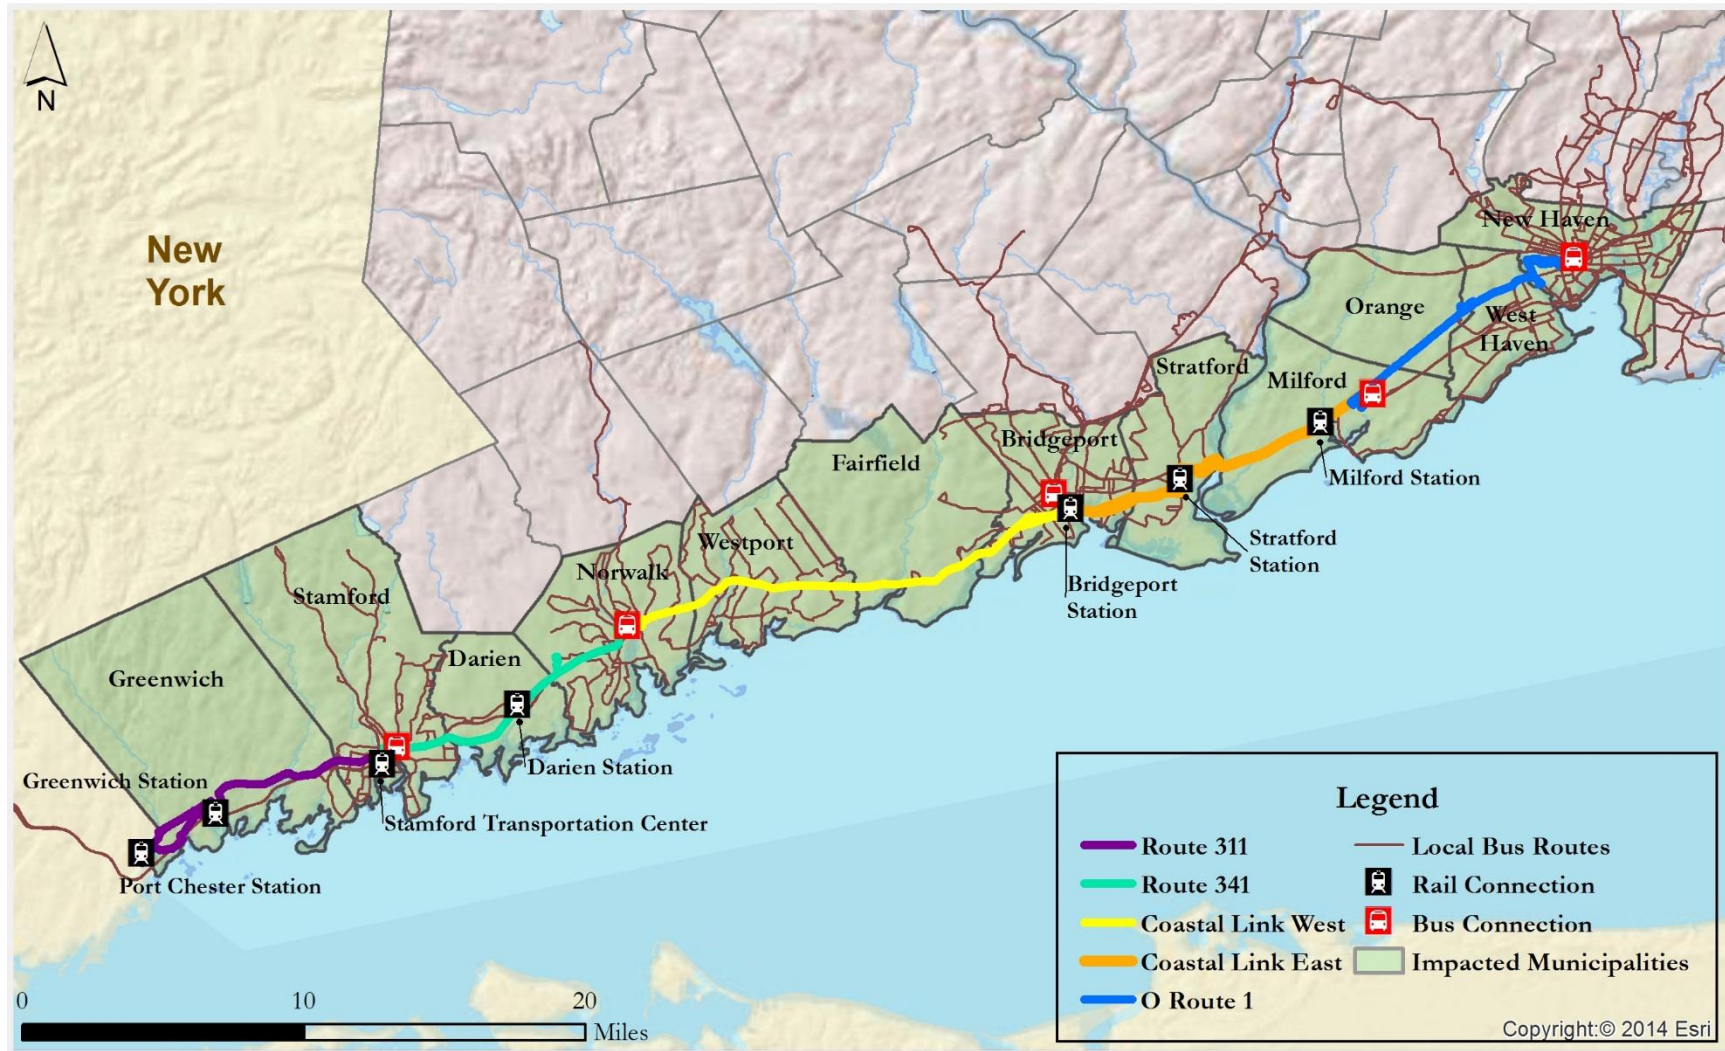 N
New
York
New Haven
Orange
West
Haven
Stratford
Milford
Bridgeport
Fairfield
Milford Station
Westport
Stratford
Station
Norwalk
Bridgeport
Station
Stamford
Darien
Greenwich
Darien Station
Greenwich Station
Stamford Transportation Center
Port Chester Station
Legend
Route 311
Local Bus Routes
Route 341
Rail Connection
Coastal Link West
Bus Connection
Coastal Link East
Impacted Municipalities
O Route 1
0 10 20
Miles
Copyright:© 2014 Esri